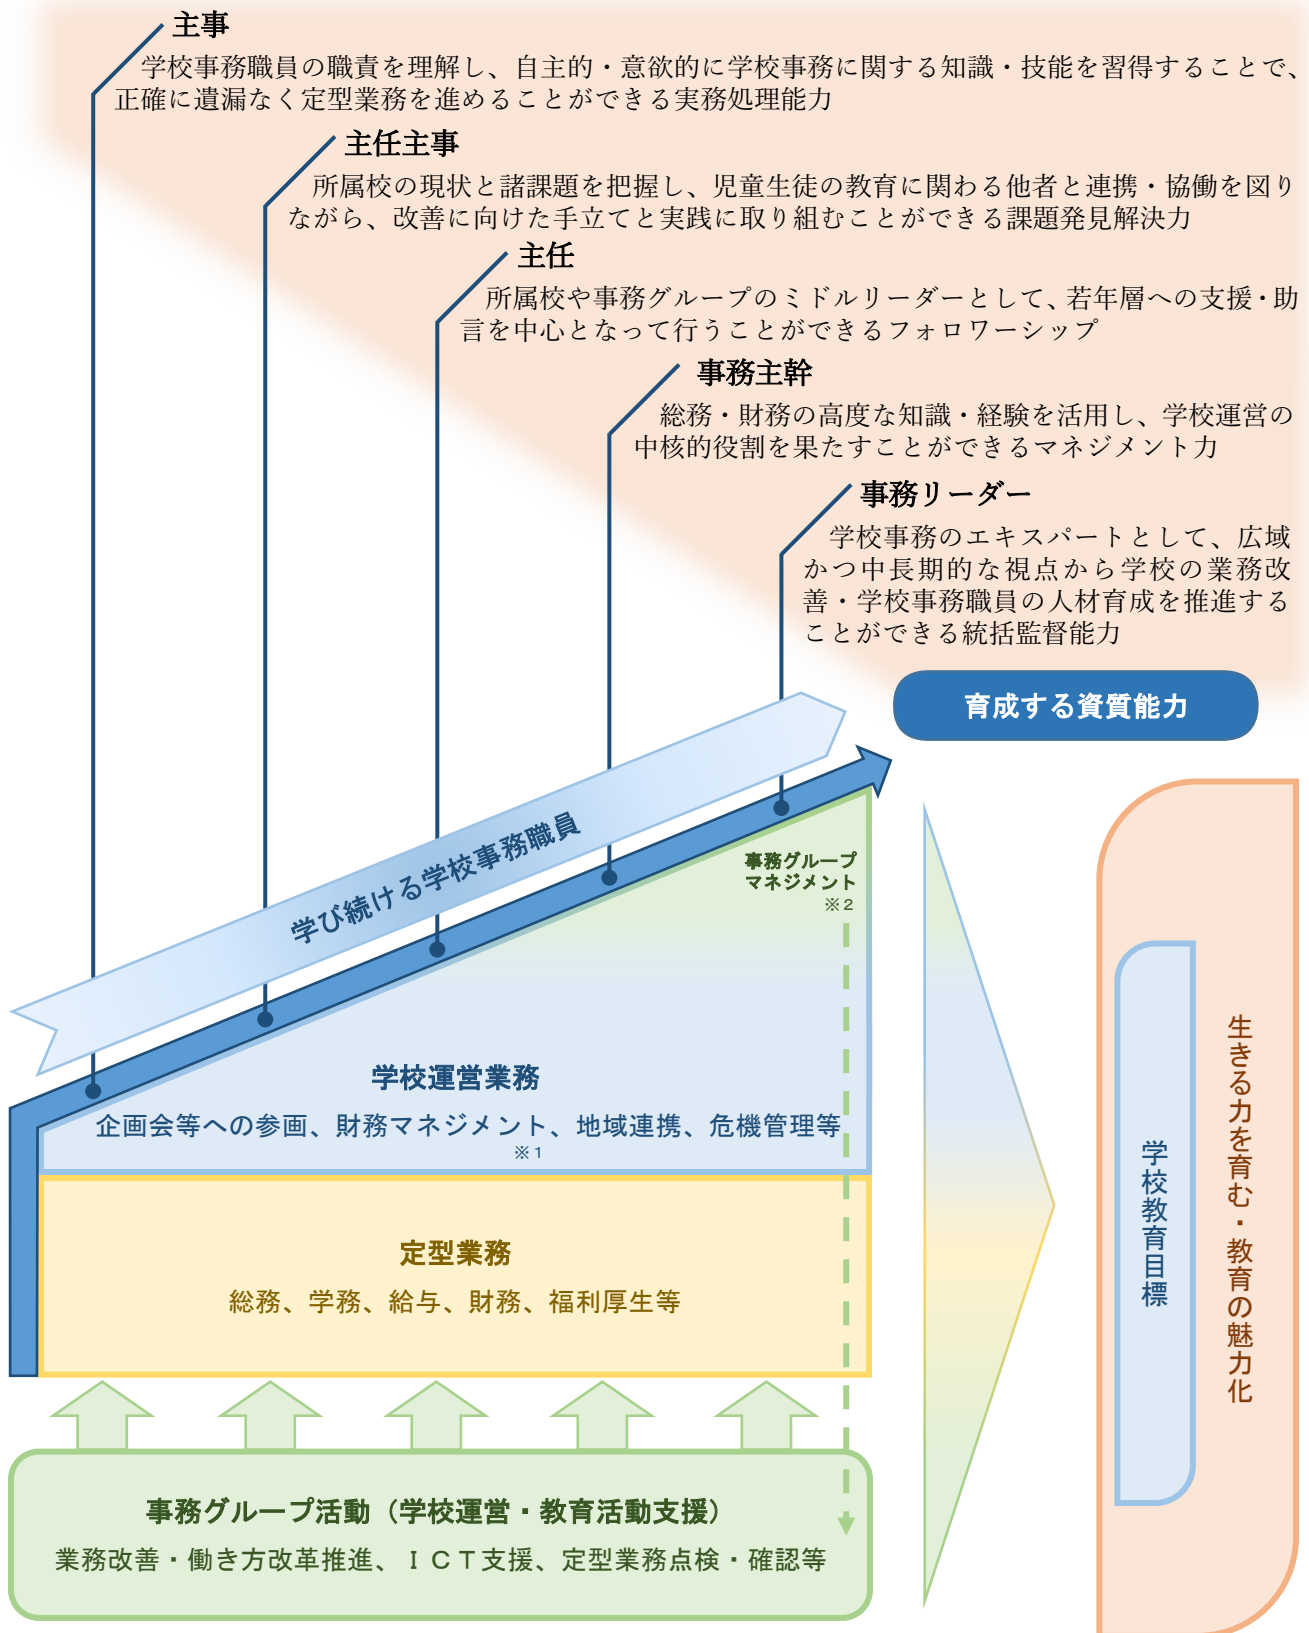 主事
学校事務職員の職責を理解し、自主的・意欲的に学校事務に関する知識・技能を習得することで、
正確に遺漏なく定型業務を進めることができる実務処理能力
主任主事
所属校の現状と諸課題を把握し、児童生徒の教育に関わる他者と連携・協働を図り
ながら、改善に向けた手立てと実践に取り組むことができる課題発見解決力
主任
所属校や事務グループのミドルリーダーとして、若年層への支援・助
言を中心となって行うことができるフォロワーシップ
事務主幹
総務・財務の高度な知識・経験を活用し、学校運営の
中核的役割を果たすことができるマネジメント力
事務リーダー
学校事務のエキスパートとして、広域
かつ中長期的な視点から学校の業務改
善・学校事務職員の人材育成を推進する
ことができる統括監督能力
育成する資質能力
学び続ける学校事務職員
事務グループ
マネジメント
※２
学校運営業務
企画会等への参画、財務マネジメント、地域連携、危機管理等
※１
定型業務
総務、学務、給与、財務、福利厚生等
事務グループ活動（学校運営・教育活動支援）
業務改善・働き方改革推進、ＩＣＴ支援、定型業務点検・確認等
学校教育目標
生きる力を育む・教育の魅力化